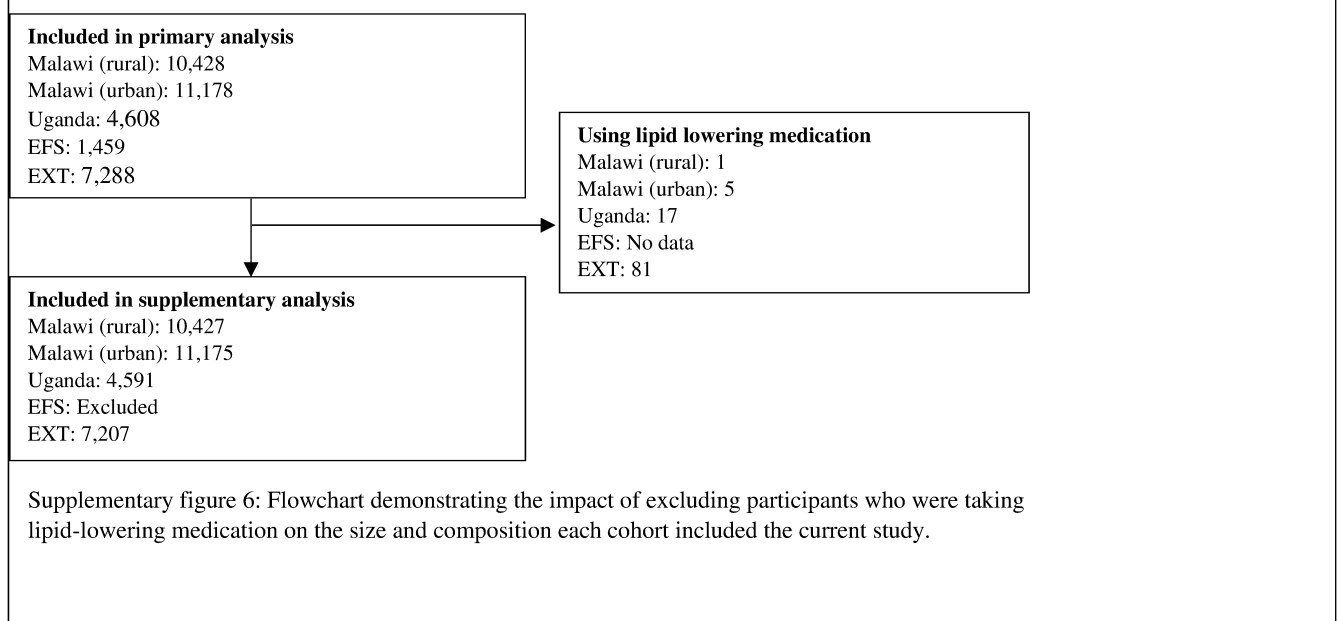 Included in primary analysis
Malawi (rural): 10,428
Malawi (urban): 11,178
Uganda: 4,608
EFS: 1,459
EXT: 7,288
Using lipid lowering medication
Malawi (rural): 1
Malawi (urban): 5
Uganda: 17
EFS: No data
EXT: 81
Included in supplementary analysis
Malawi (rural): 10,427
Malawi (urban): 11,175
Uganda: 4,591
EFS: Excluded
EXT: 7,207
Supplementary figure 6: Flowchart demonstrating the impact of excluding participants who were taking
lipid-lowering medication on the size and composition each cohort included the current study.